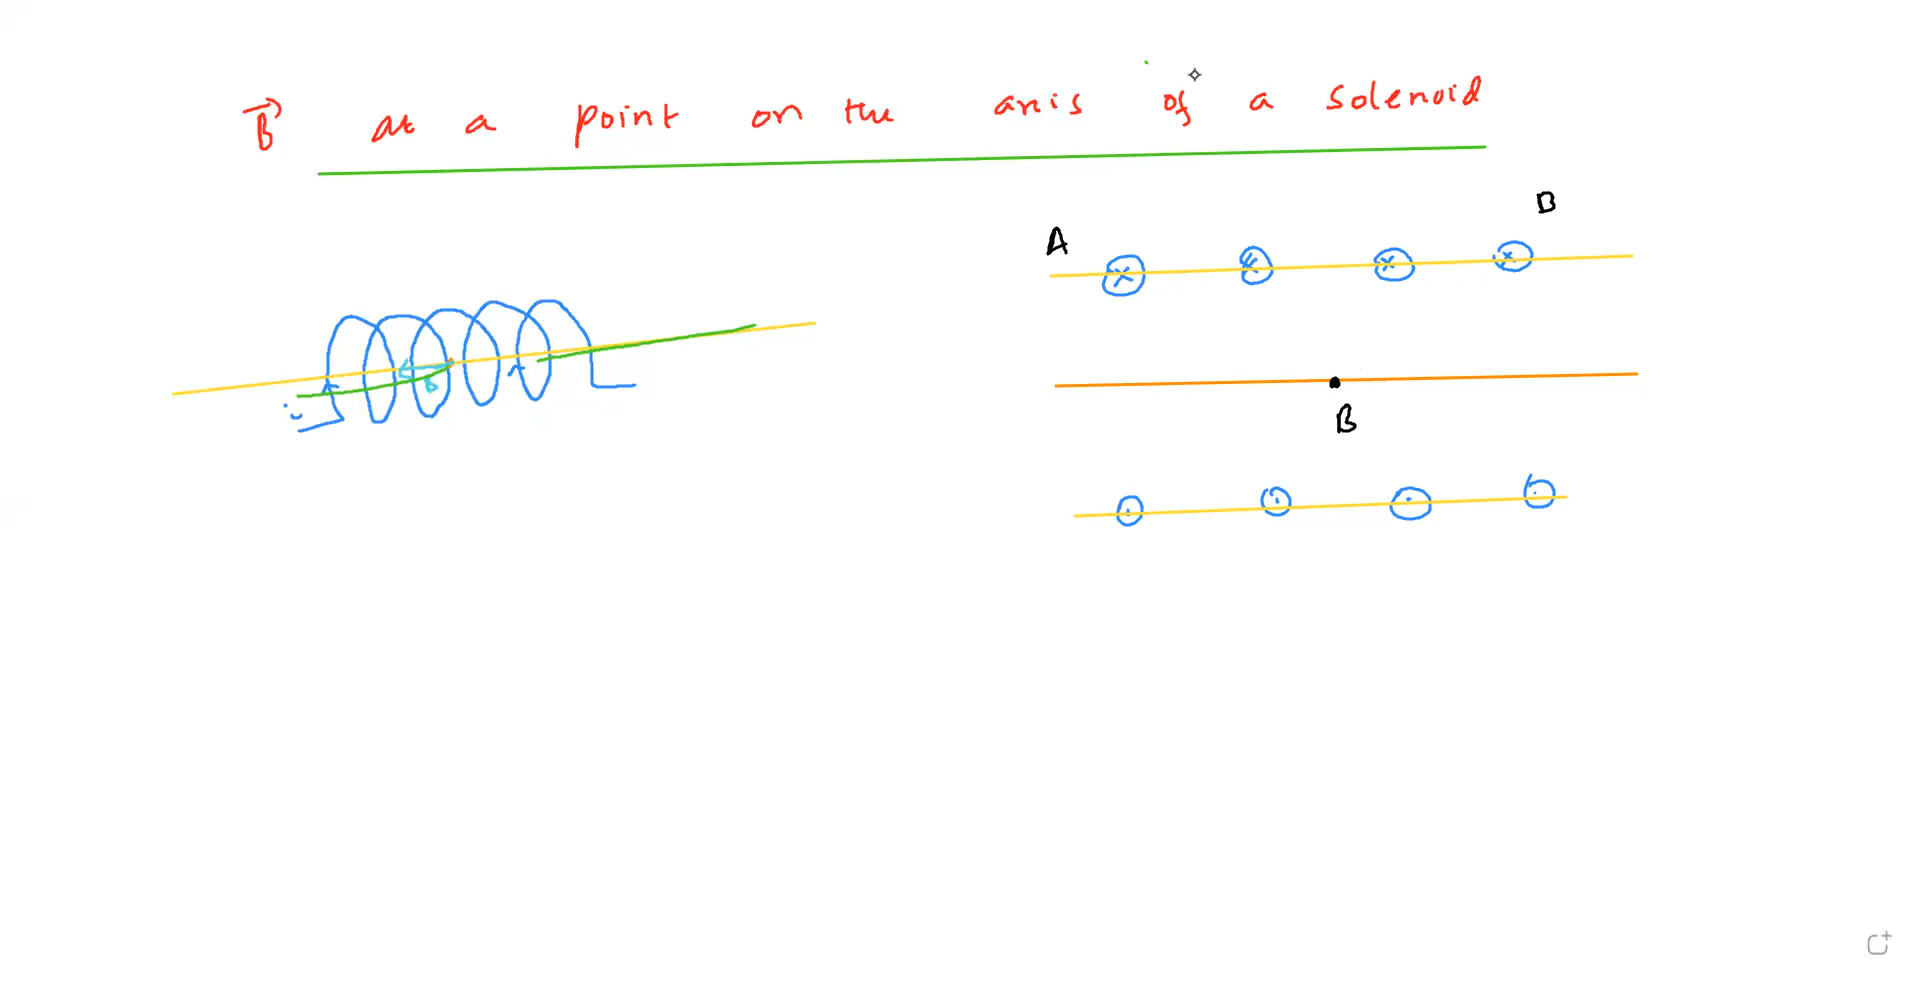 B⃗ at a point on the axis of a solenoid
A B
i
B
B